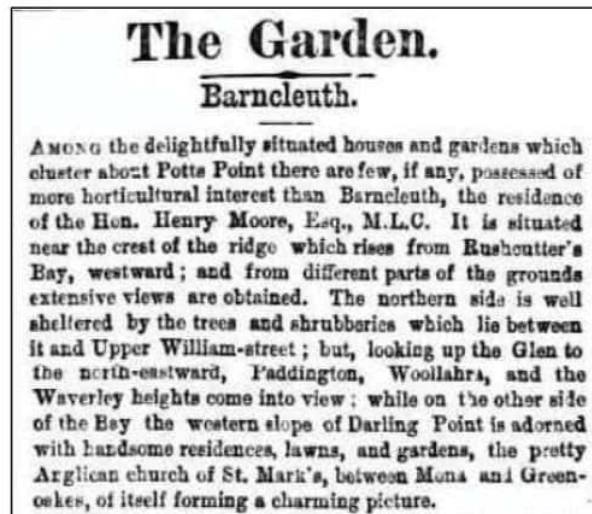 The Garden.
Barncleuth.
AMONG the delightfully situated houses and gardens which
cluster about Potts Point there are few, if any, possessed of
more horticultural interest than Barncleuth, the residence
of the Hon. Henry Moore, Esq., M.L.C. It is situated
near the crest of the ridge which rises from Rushcutter's
Bay, westward; and from different parts of the grounds
extensive views are obtained. The northern side is well
sheltered by the trees and shrubberies which lie between
it and Upper William-street; but, looking up the Glen to
the north-eastward, Paddington, Woollahra, and the
Waverley heights come into view; while on the other side
of the Bay the western slope of Darling Point is adorned
with handsome residences, lawns, and gardens, the pretty
Anglican church of St. Mark's, between Mona and Green-
oakes, of itself forming a charming picture.